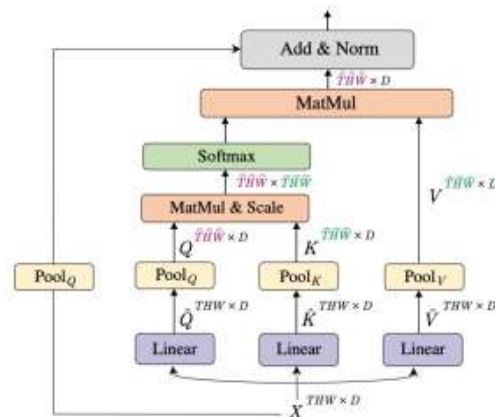 Add & Norm
T̂ĤŴ × D
MatMul
Softmax
T̂ĤŴ × T̃H̃W̃
V T̃H̃W̃ × D
MatMul & Scale
Q T̂ĤŴ × D K T̃H̃W̃ × D
PoolQ PoolQ PoolK PoolV
Q̂ THW × D K̂ THW × D V̂ THW × D
Linear Linear Linear
X THW × D